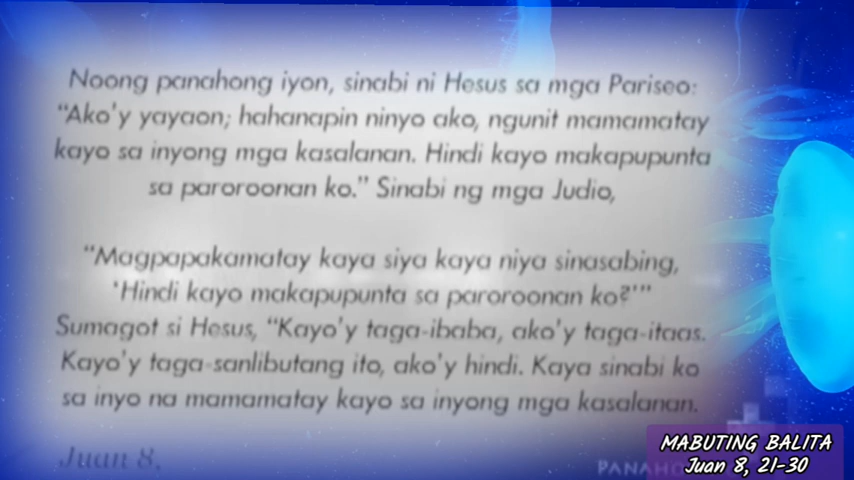 Noong panahong iyon, sinabi ni Hesus sa mga Pariseo:
“Ako’y yayaon; hahanapin ninyo ako, ngunit mamamatay
kayo sa inyong mga kasalanan. Hindi kayo makapupunta
sa paroroonan ko.” Sinabi ng mga Judio,
“Magpapakamatay kaya siya kaya niya sinasabing,
‘Hindi kayo makapupunta sa paroroonan ko?’”
Sumagot si Hesus, “Kayo’y taga-ibaba, ako’y taga-itaas.
Kayo’y taga-sanlibutang ito, ako’y hindi. Kaya sinabi ko
sa inyo na mamamatay kayo sa inyong mga kasalanan.
Juan 8,
MABUTING BALITA
Juan 8, 21-30